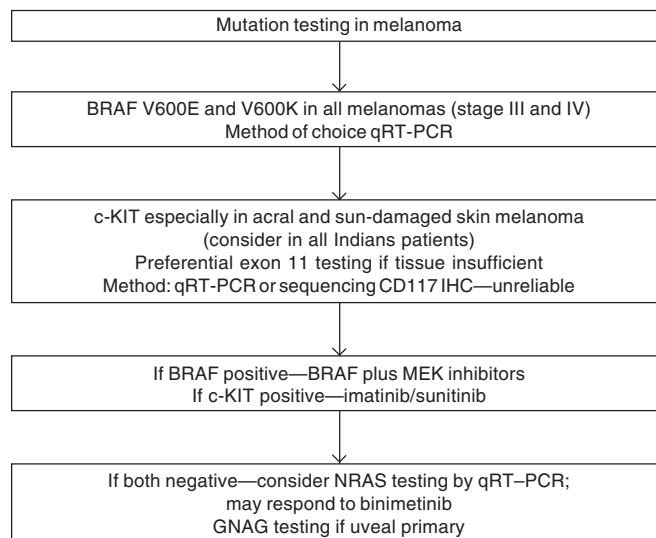 Mutation testing in melanoma
BRAF V600E and V600K in all melanomas (stage III and IV)
Method of choice qRT-PCR
c-KIT especially in acral and sun-damaged skin melanoma
(consider in all Indians patients)
Preferential exon 11 testing if tissue insufficient
Method: qRT-PCR or sequencing CD117 IHC—unreliable
If BRAF positive—BRAF plus MEK inhibitors
If c-KIT positive—imatinib/sunitinib
If both negative—consider NRAS testing by qRT–PCR;
may respond to binimetinib
GNAG testing if uveal primary